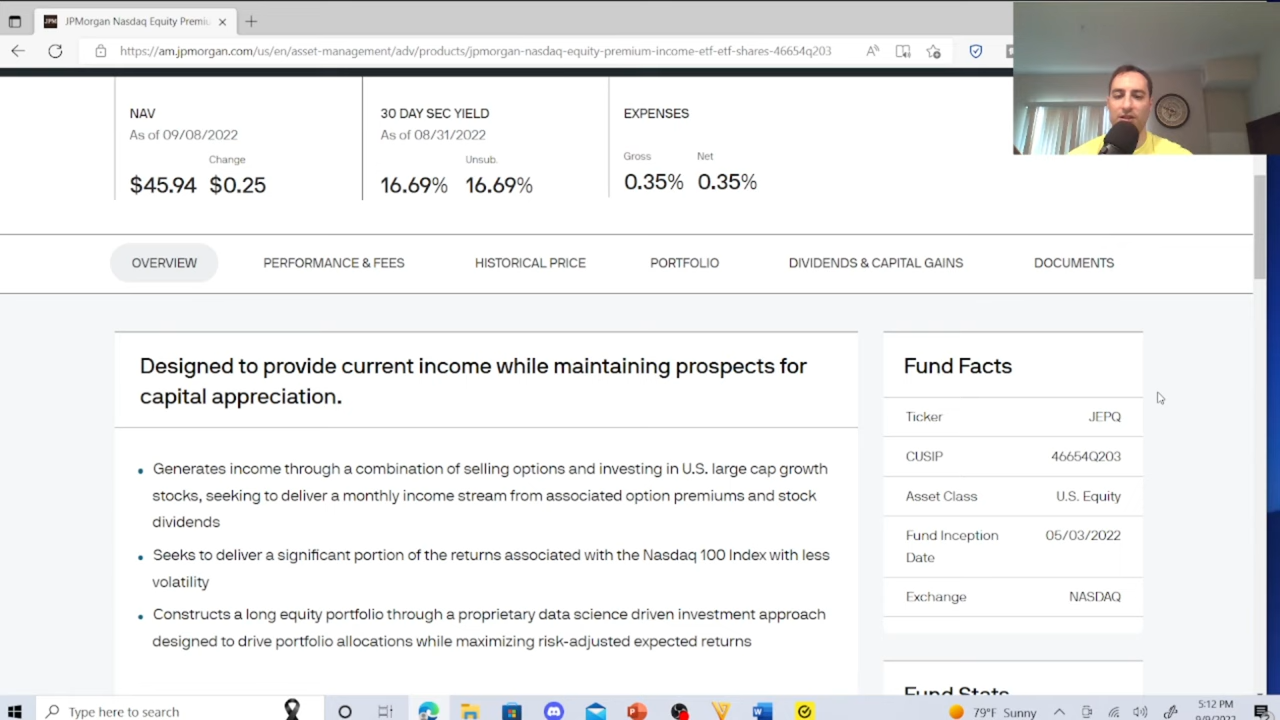 JPMorgan Nasdaq Equity Premiu
https://am.jpmorgan.com/us/en/asset-management/adv/products/jpmorgan-nasdaq-equity-premium-income-etf-etf-shares-46654q203
NAV
As of 09/08/2022
Change
$45.94 $0.25
30 DAY SEC YIELD
As of 08/31/2022
Unsub.
16.69% 16.69%
EXPENSES
Gross Net
0.35% 0.35%
OVERVIEW PERFORMANCE & FEES HISTORICAL PRICE PORTFOLIO DIVIDENDS & CAPITAL GAINS DOCUMENTS
Designed to provide current income while maintaining prospects for
capital appreciation.
Generates income through a combination of selling options and investing in U.S. large cap growth
stocks, seeking to deliver a monthly income stream from associated option premiums and stock
dividends
Seeks to deliver a significant portion of the returns associated with the Nasdaq 100 Index with less
volatility
Constructs a long equity portfolio through a proprietary data science driven investment approach
designed to drive portfolio allocations while maximizing risk-adjusted expected returns
Fund Facts
Ticker JEPQ
CUSIP 46654Q203
Asset Class U.S. Equity
Fund Inception
Date 05/03/2022
Exchange NASDAQ
Fund Stats
Type here to search
79°F Sunny
5:12 PM